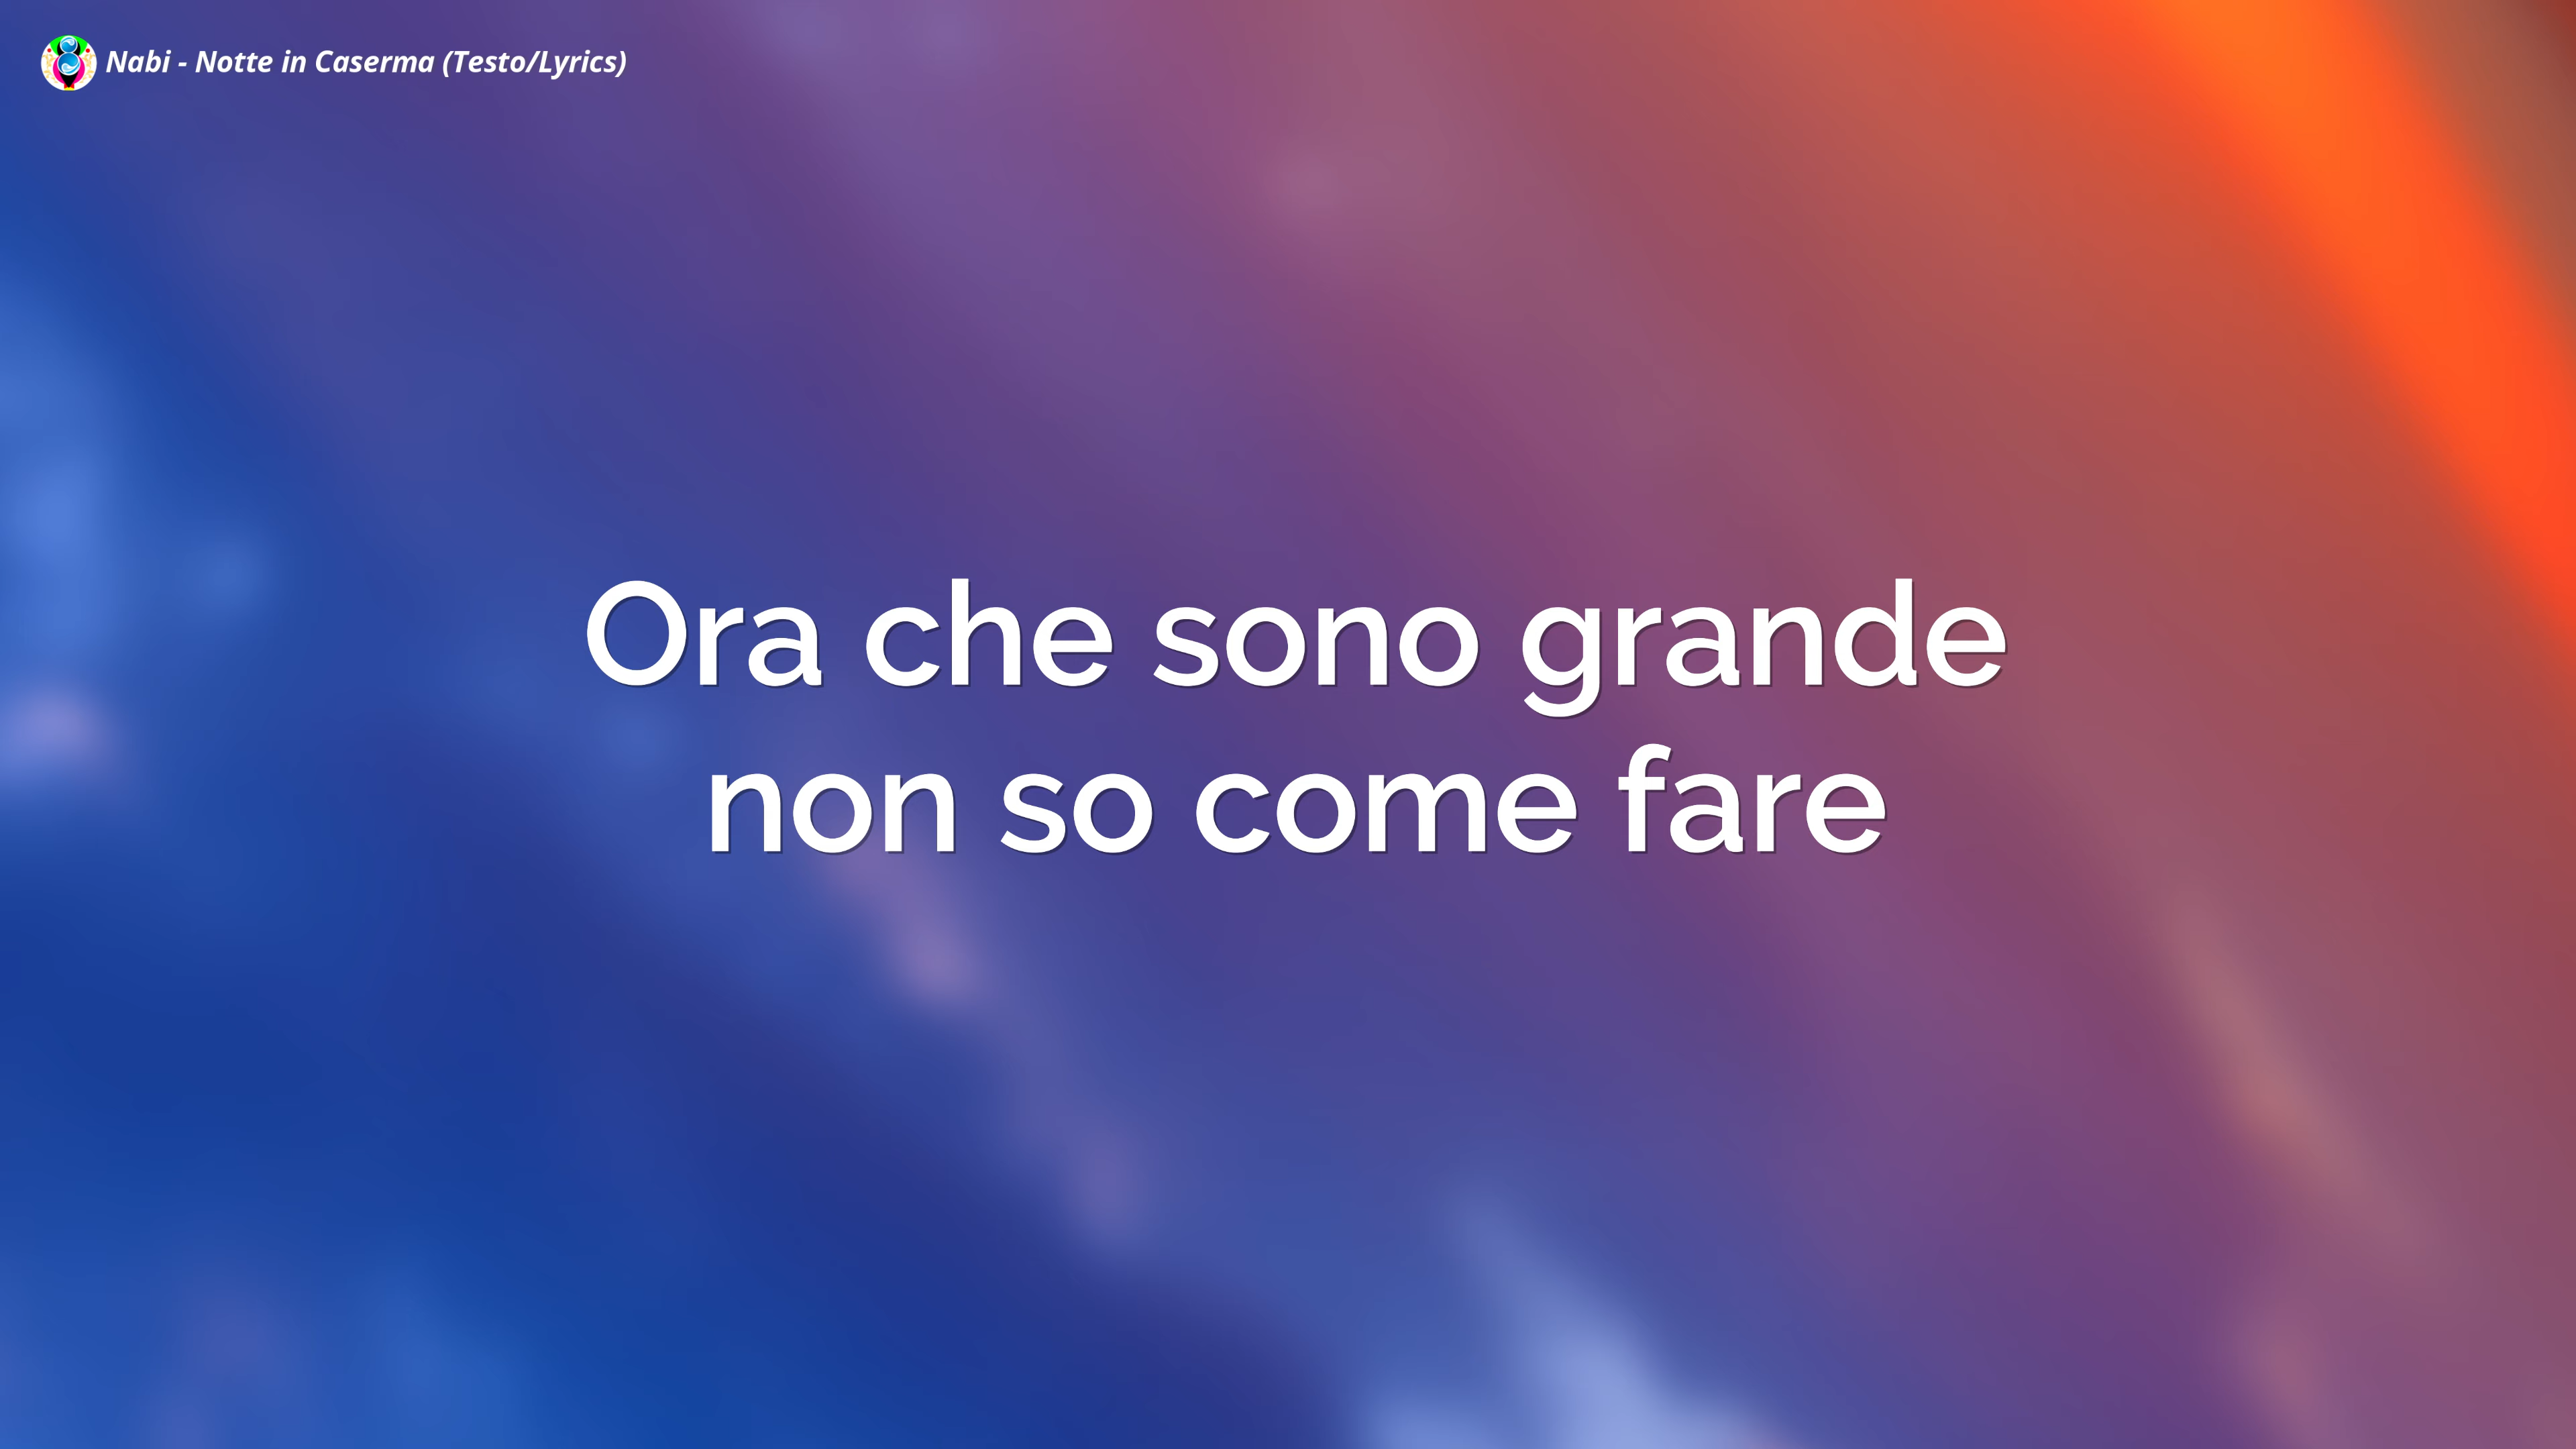 Nabi - Notte in Caserma (Testo/Lyrics)
Ora che sono grande
non so come fare